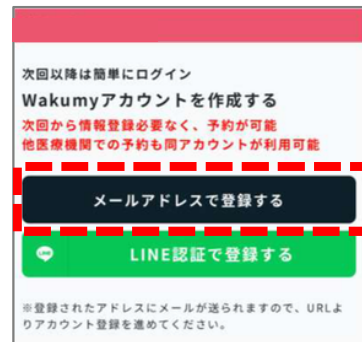 次回以降は簡単にログイン
Wakumyアカウントを作成する
次回から情報登録必要なく、予約が可能
他医療機関での予約も同アカウントが利用可能
メールアドレスで登録する
LINE認証で登録する
※登録されたアドレスにメールが送られますので、URLよ
りアカウント登録を進めてください。